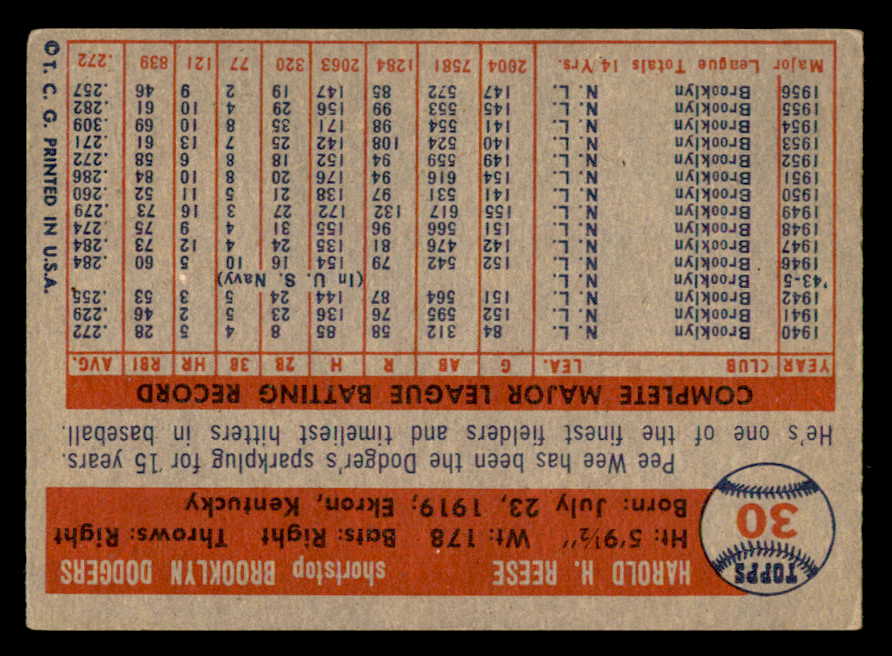 TOPPS
30
HAROLD H. REESE shortstop BROOKLYN DODGERS
Ht: 5'9½" Wt: 178 Bats: Right Throws: Right
Born: July 23, 1919; Ekron, Kentucky
Pee Wee has been the Dodger's sparkplug for 15 years.
He's one of the finest fielders and timeliest hitters in baseball
COMPLETE MAJOR LEAGUE BATTING RECORD
YEAR CLUB LEA. G AB R H 2B 3B HR RBI AVG.
1940 Brooklyn N. L. 84 312 58 85 8 4 5 28 .272
1941 Brooklyn N. L. 152 595 76 136 23 5 2 46 .229
1942 Brooklyn N. L. 151 564 87 144 24 5 3 53 .255
'43-5 (In U. S. Navy)
1946 Brooklyn N. L. 152 542 79 154 16 10 5 60 .284
1947 Brooklyn N. L. 142 476 81 135 24 4 12 73 .284
1948 Brooklyn N. L. 151 566 96 155 31 4 9 75 .274
1949 Brooklyn N. L. 155 617 132 172 27 3 16 73 .279
1950 Brooklyn N. L. 141 531 97 138 21 5 11 52 .260
1951 Brooklyn N. L. 154 616 94 176 20 8 10 84 .286
1952 Brooklyn N. L. 149 559 94 152 18 8 6 58 .272
1953 Brooklyn N. L. 140 524 108 142 25 7 13 61 .271
1954 Brooklyn N. L. 141 554 98 171 35 8 10 69 .309
1955 Brooklyn N. L. 145 553 99 156 29 4 10 61 .282
1956 Brooklyn N. L. 147 572 85 147 19 2 9 46 .257
Major League Totals 14 Yrs. 2004 7581 1284 2063 320 77 121 839 .272
© T. C. G. PRINTED IN U.S.A.